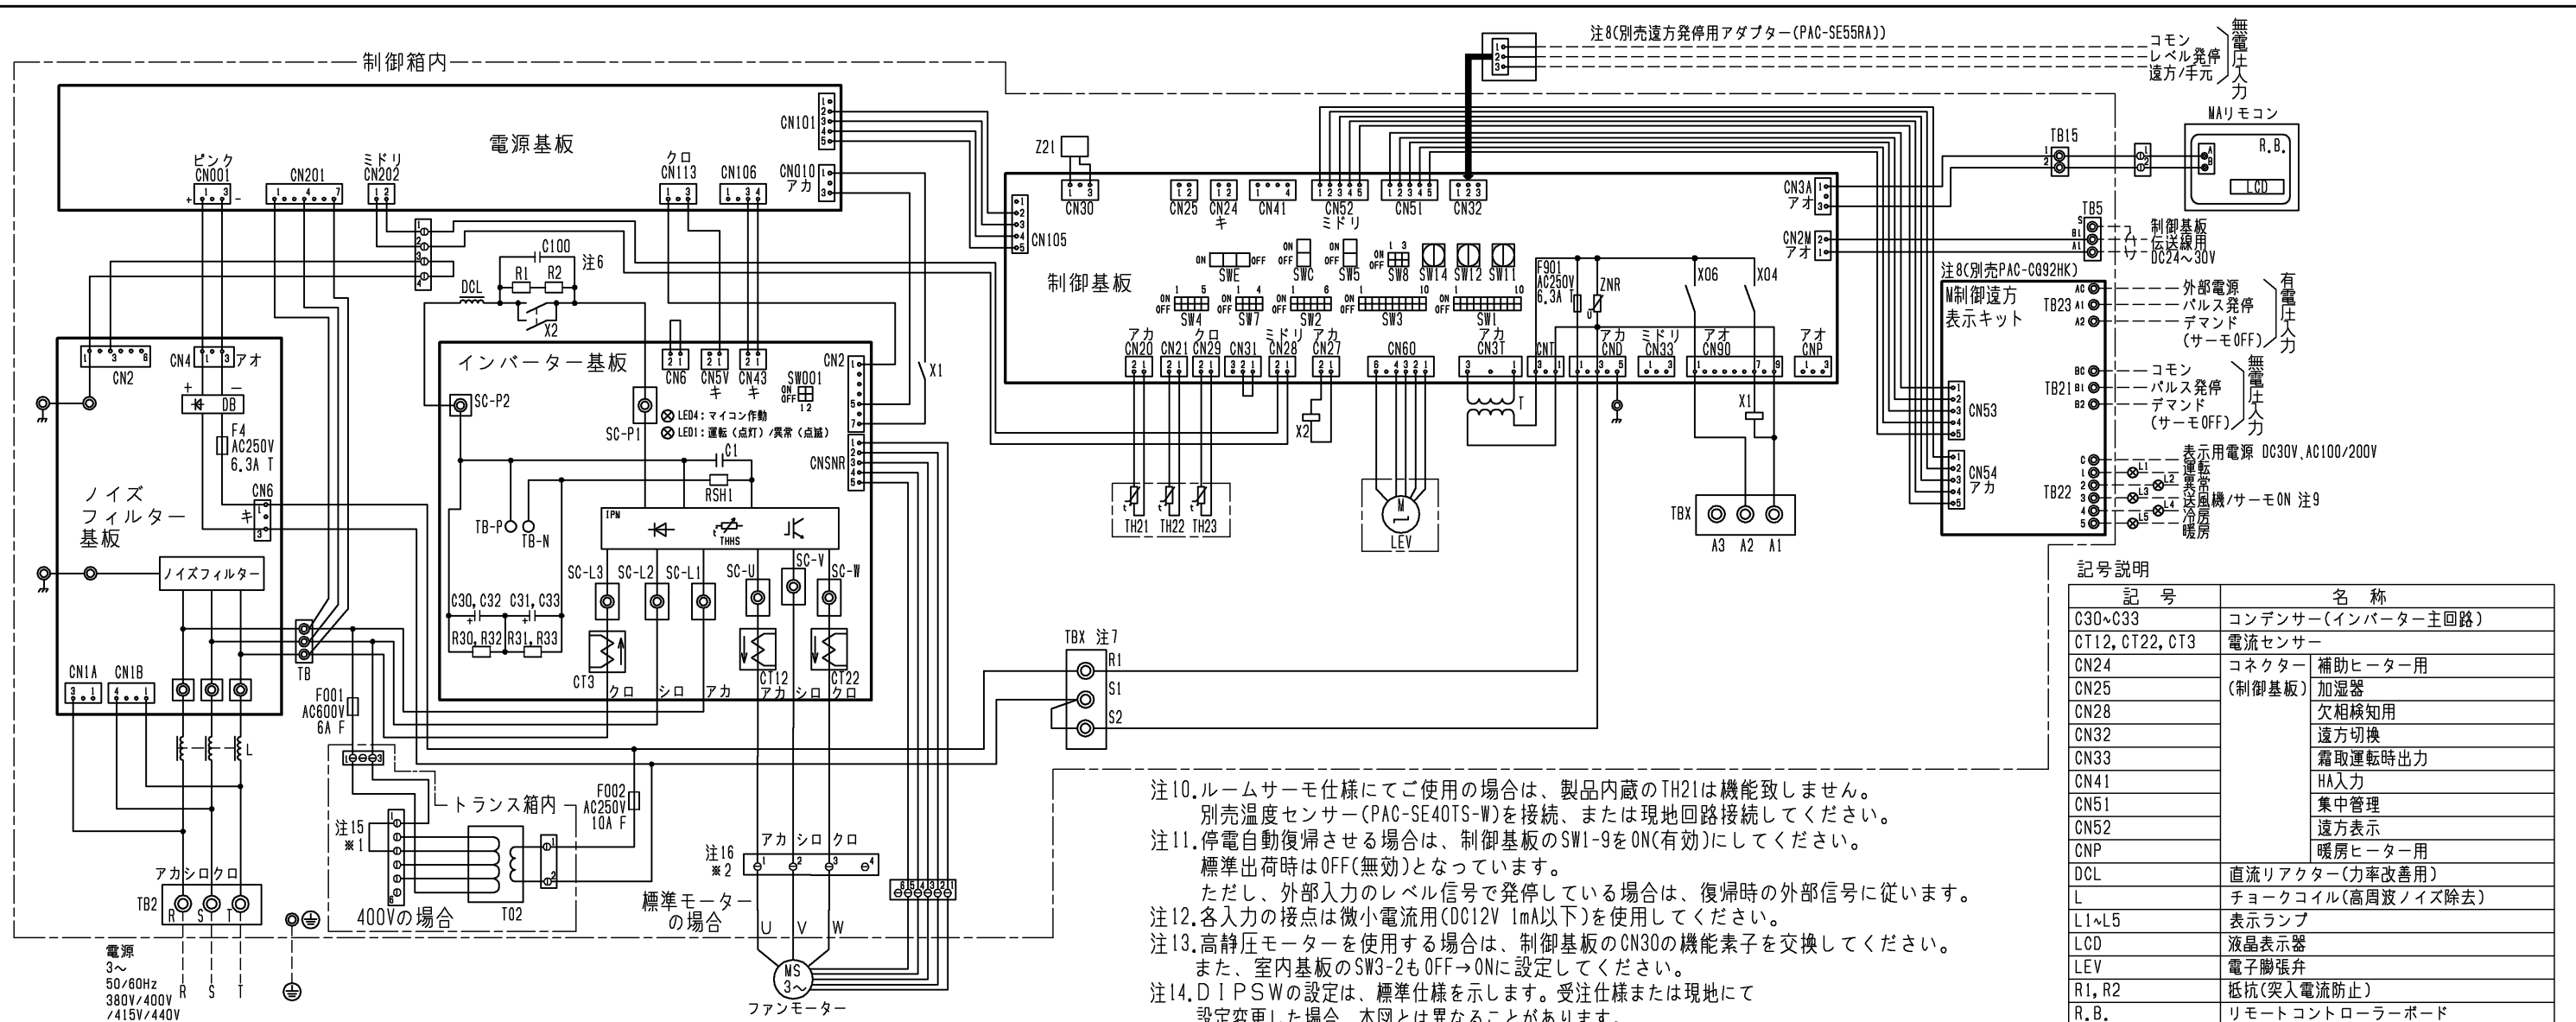 制御箱内
電源基板
ピンク
CN001
CN201
ミドリ
CN202
クロ
CN113
CN106
CN101
CN010
アカ
C100
R1 R2
注6
DCL
X2
ノイズ
フィルター
基板
CN2
CN4 アオ
DB
F4
AC250V
6.3A T
CN6
キ
ノイズフィルター
CN1A CN1B
TB
L
アカシロクロ
TB2 R S T
電源
3～
50/60Hz
380V/400V
/415V/440V
R S T
インバーター基板
SC-P2
SC-P1
CN6
CN5V
キ
CN43
キ
SW001
ON
OFF
1 2
CN2
X1
LED4：マイコン作動
LED1：運転（点灯）/異常（点滅）
CNSNR
C1
RSH1
TB-P
TB-N
IPM
THHS
SC-L3 SC-L2 SC-L1 SC-U SC-V SC-W
C30,C32 C31,C33
R30,R32 R31,R33
CT3
CT12
CT22
クロ シロ アカ アカ シロ クロ
F001
AC600V
6A F
トランス箱内
注15
※1
400Vの場合
T02
F002
AC250V
10A F
アカ シロ クロ
注16
※2
標準モーター
の場合
U V W
MS
3～
ファンモーター
Z21
CN30
CN105
制御基板
CN25
CN24
キ
CN41
CN52
ミドリ
CN51
CN32
CN3A
アオ
CN2M
アオ
SWE
SWC
SW5
SW8
SW14 SW12 SW11
SW4
SW7
SW2
SW3
SW1
F901
AC250V
6.3A T
ZNR
U
X06
X04
アカ
CN20
CN21
クロ
CN29
CN31
ミドリ
CN28
アカ
CN27
CN60
アカ
CN3T
CNT
アカ
CND
ミドリ
CN33
アオ
CN90
アオ
CNP
X2
T
X1
TH21 TH22 TH23
M
LEV
TBX
A3 A2 A1
TBX 注7
R1
S1
S2
注8(別売遠方発停用アダプター(PAC-SE55RA))
コモン
レベル発停
遠方/手元
無電圧入力
MAリモコン
R.B.
LCD
TB15
TB5
S
B1
A1
制御基板
伝送線用
DC24～30V
注8(別売PAC-CG92HK)
M制御遠方
表示キット
TB23
AC
A1
A2
外部電源
パルス発停
デマンド
(サーモOFF)
有電圧入力
TB21
BC
B1
B2
コモン
パルス発停
デマンド
(サーモOFF)
無電圧入力
CN53
CN54
アカ
TB22
表示用電源 DC30V、AC100/200V
L1 運転
L2 異常
L3 送風機/サーモON 注9
L4 冷房
L5 暖房
注10.ルームサーモ仕様にてご使用の場合は、製品内蔵のTH21は機能致しません。
別売温度センサー(PAC-SE40TS-W)を接続、または現地回路接続してください。
注11.停電自動復帰させる場合は、制御基板のSW1-9をON(有効)にしてください。
標準出荷時はOFF(無効)となっています。
ただし、外部入力のレベル信号で発停している場合は、復帰時の外部信号に従います。
注12.各入力の接点は微小電流用(DC12V 1mA以下)を使用してください。
注13.高静圧モーターを使用する場合は、制御基板のCN30の機能素子を交換してください。
また、室内基板のSW3-2もOFF→ONに設定してください。
注14.ＤＩＰＳＷの設定は、標準仕様を示します。受注仕様または現地にて
設定変更した場合、本図とは異なることがあります。
記号説明
記 号 名 称
C30~C33 コンデンサー(インバーター主回路)
CT12,CT22,CT3 電流センサー
CN24 コネクター 補助ヒーター用
CN25 (制御基板) 加湿器
CN28 欠相検知用
CN32 遠方切換
CN33 霜取運転時出力
CN41 HA入力
CN51 集中管理
CN52 遠方表示
CNP 暖房ヒーター用
DCL 直流リアクター(力率改善用)
L チョークコイル(高周波ノイズ除去)
L1~L5 表示ランプ
LCD 液晶表示器
LEV 電子膨張弁
R1,R2 抵抗(突入電流防止)
R.B. リモートコントローラーボード